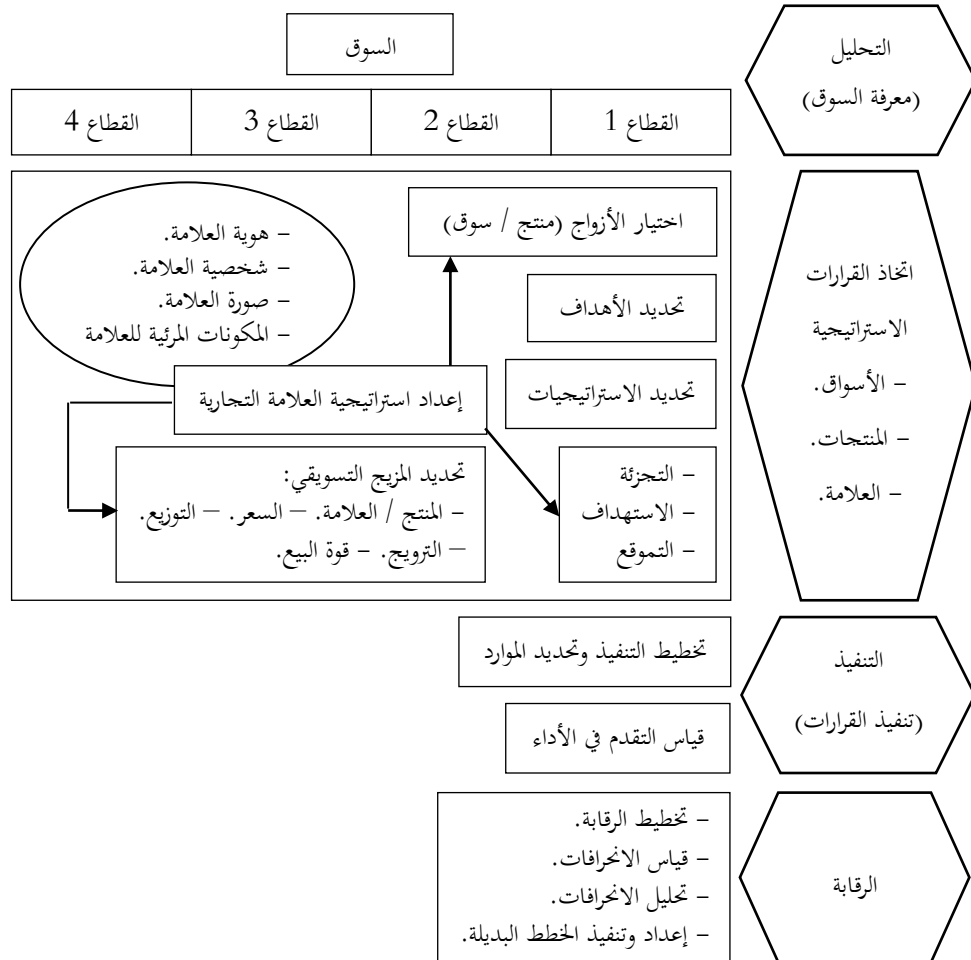 السوق
التحليل
(معرفة السوق)
القطاع 1
القطاع 2
القطاع 3
القطاع 4
اتخاذ القرارات
الاستراتيجية
- الأسواق.
- المنتجات.
- العلامة.
اختيار الأزواج (منتج / سوق)
تحديد الأهداف
تحديد الاستراتيجيات
- التجزئة
- الاستهداف
- التموقع
- هوية العلامة.
- شخصية العلامة.
- صورة العلامة.
- المكونات المرئية للعلامة
إعداد استراتيجية العلامة التجارية
تحديد المزيج التسويقي:
- المنتج / العلامة. – السعر. – التوزيع.
– الترويج. - قوة البيع.
التنفيذ
(تنفيذ القرارات)
تخطيط التنفيذ وتحديد الموارد
قياس التقدم في الأداء
الرقابة
- تخطيط الرقابة.
- قياس الانحرافات.
- تحليل الانحرافات.
- إعداد وتنفيذ الخطط البديلة.